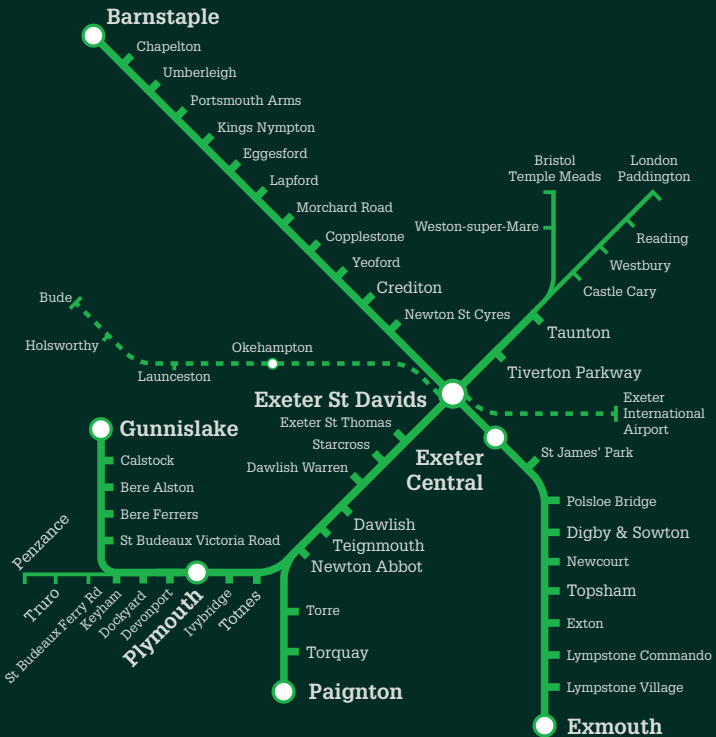 Barnstaple
Chapelton
Umberleigh
Portsmouth Arms
Kings Nympton
Eggesford
Lapford
Morchard Road
Copplestone
Yeoford
Crediton
Newton St Cyres
Bristol
Temple Meads
London
Paddington
Weston-super-Mare
Reading
Westbury
Castle Cary
Taunton
Tiverton Parkway
Bude
Holsworthy
Launceston
Okehampton
Exeter St Davids
Exeter
International
Airport
Exeter
Central
St James' Park
Polsloe Bridge
Digby & Sowton
Newcourt
Topsham
Exton
Lympstone Commando
Lympstone Village
Exmouth
Exeter St Thomas
Starcross
Dawlish Warren
Dawlish
Teignmouth
Newton Abbot
Torre
Torquay
Paignton
Gunnislake
Calstock
Bere Alston
Bere Ferrers
St Budeaux Victoria Road
Penzance
Truro
St Budeaux Ferry Rd
Keyham
Dockyard
Devonport
Plymouth
Ivybridge
Totnes